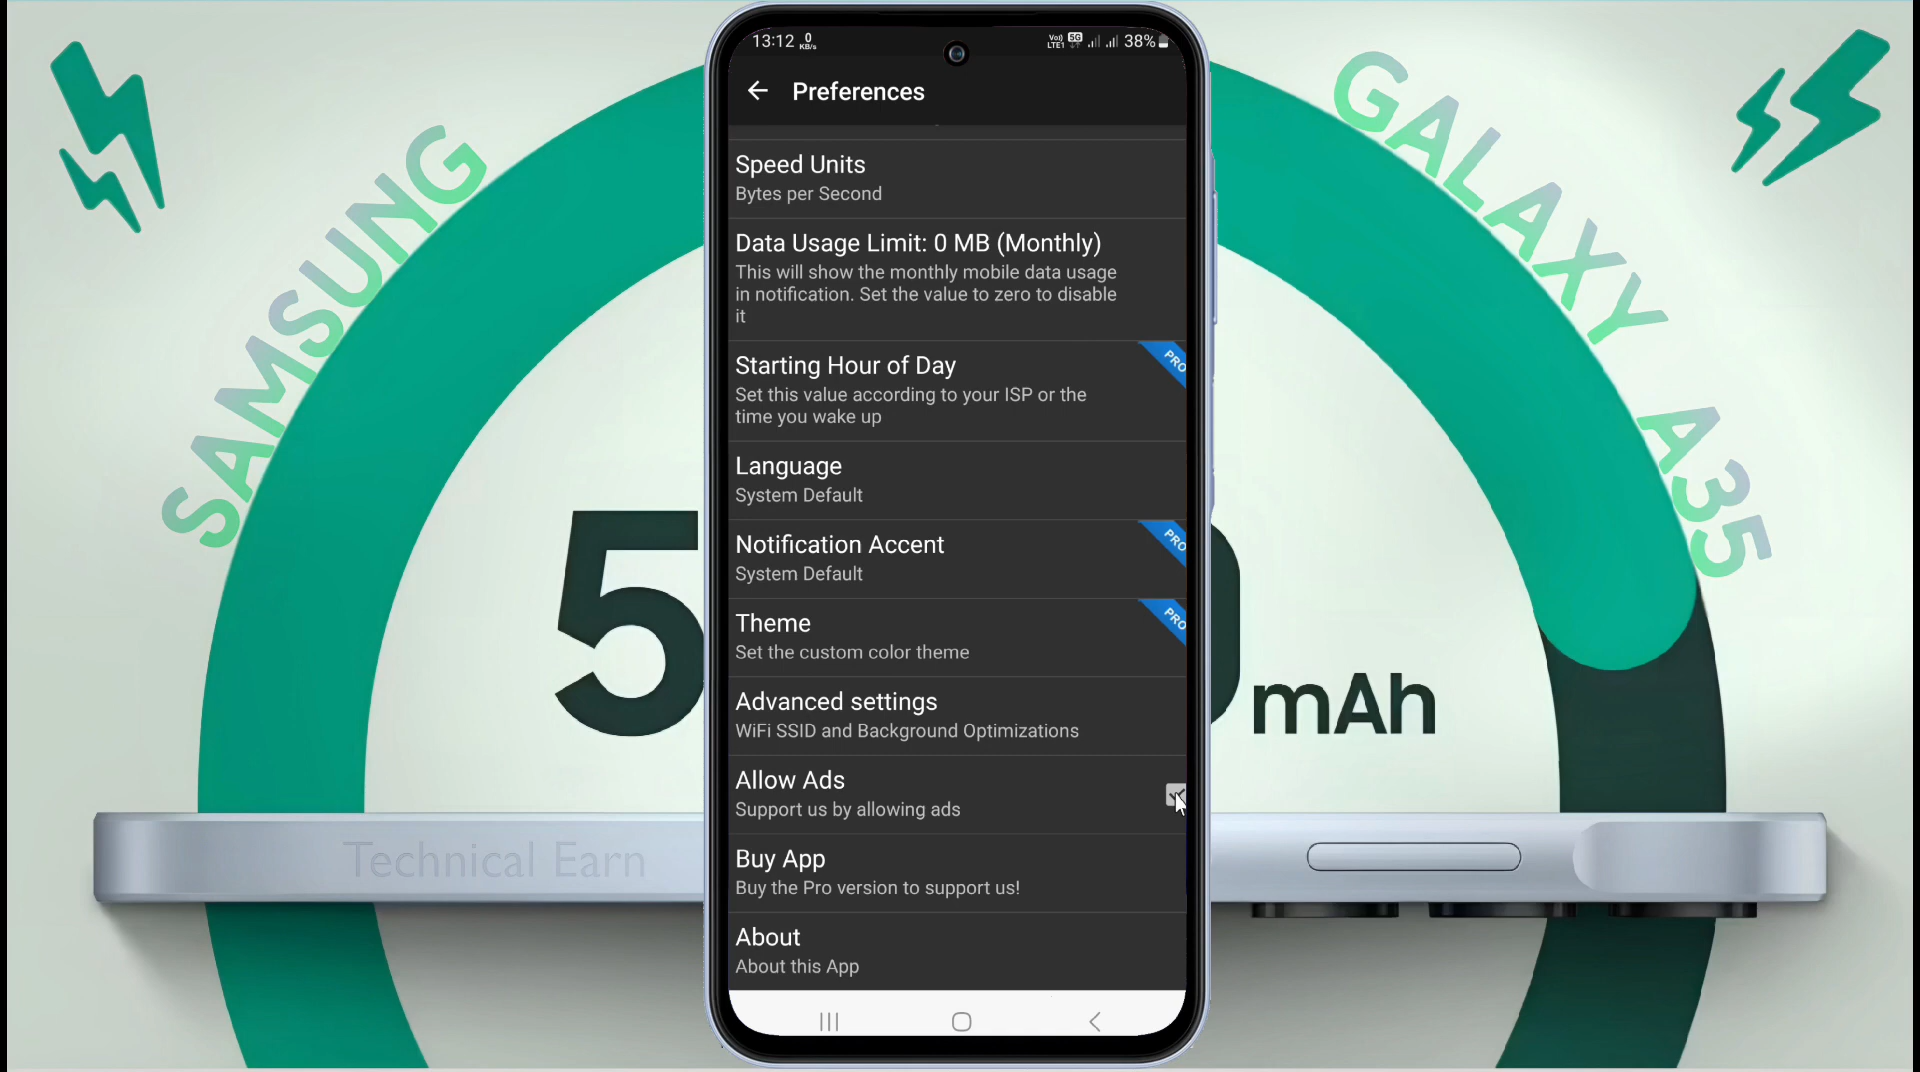 SAMSUNG
GALAXY A35
13:12 0 KB/s
Vo)) LTE1 5G 38%
Preferences
Speed Units
Bytes per Second
Data Usage Limit: 0 MB (Monthly)
This will show the monthly mobile data usage
in notification. Set the value to zero to disable
it
Starting Hour of Day
PRO
Set this value according to your ISP or the
time you wake up
Language
System Default
Notification Accent
PRO
System Default
Theme
PRO
Set the custom color theme
Advanced settings
WiFi SSID and Background Optimizations
Allow Ads
Support us by allowing ads
Buy App
Buy the Pro version to support us!
About
About this App
5
mAh
Technical Earn